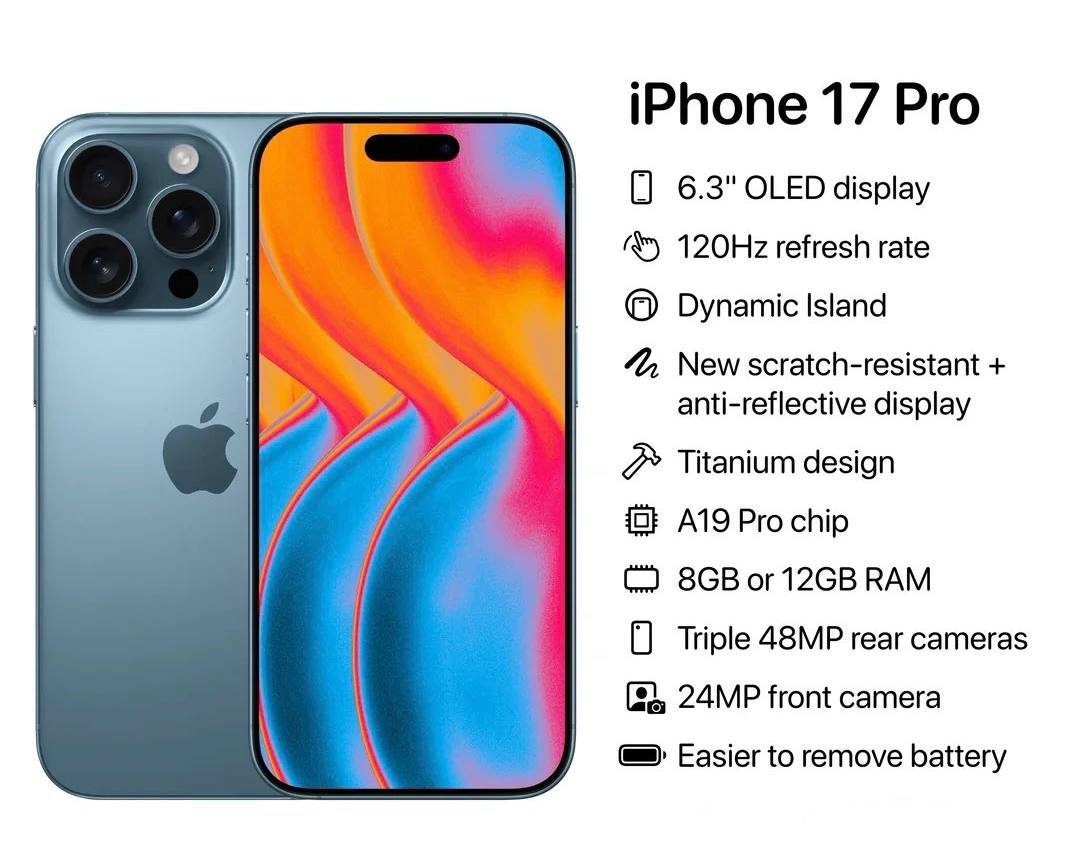 iPhone 17 Pro
6.3" OLED display
120Hz refresh rate
Dynamic Island
New scratch-resistant +
anti-reflective display
Titanium design
A19 Pro chip
8GB or 12GB RAM
Triple 48MP rear cameras
24MP front camera
Easier to remove battery